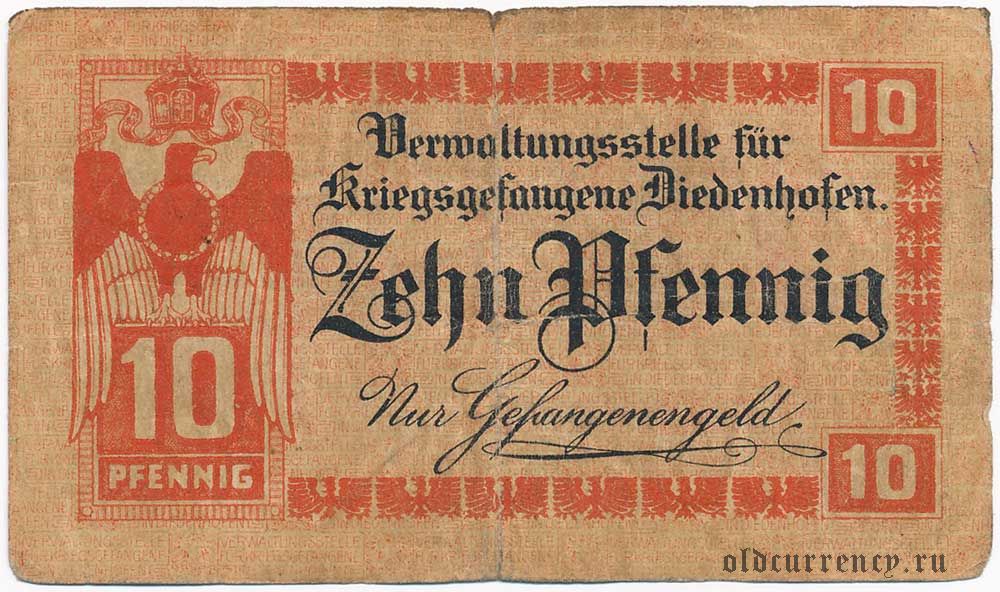 Verwaltungsstelle für
Kriegsgefangene Diedenhofen.
Zehn Pfennig
Nur Gefangenengeld
10
PFENNIG
10
10
oldcurrency.ru